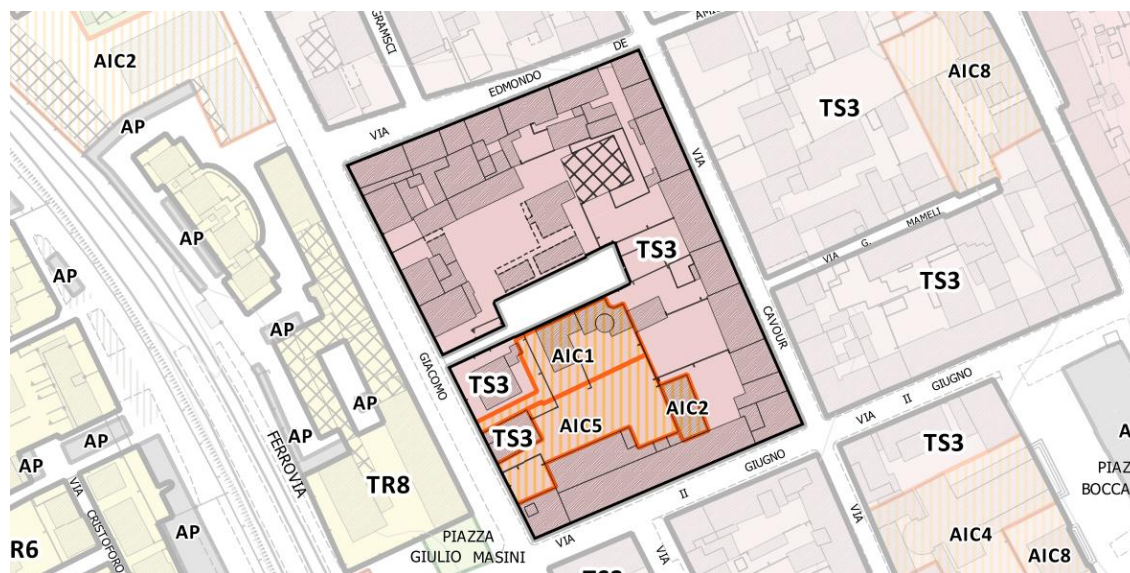 GRAMSCI
AMIC
DE
EDMONDO
VIA
AIC2
AIC8
TS3
AP
VIA
AP
VIA G. MAMELI
TS3
TS3
AP
AP
CAVOUR
GIACOMO
AIC1
TS3
AP
AIC2
AIC5
TS3
VIA II GIUGNO
AP
AP
AP
FERROVIA
TR8
TS3
GIUGNO
II
VIA
A
PIAZ
BOCCA
VIA
CRISTOFORO
AP
R6
PIAZZA
GIULIO MASINI
VIA
VIA
AIC4
AIC8